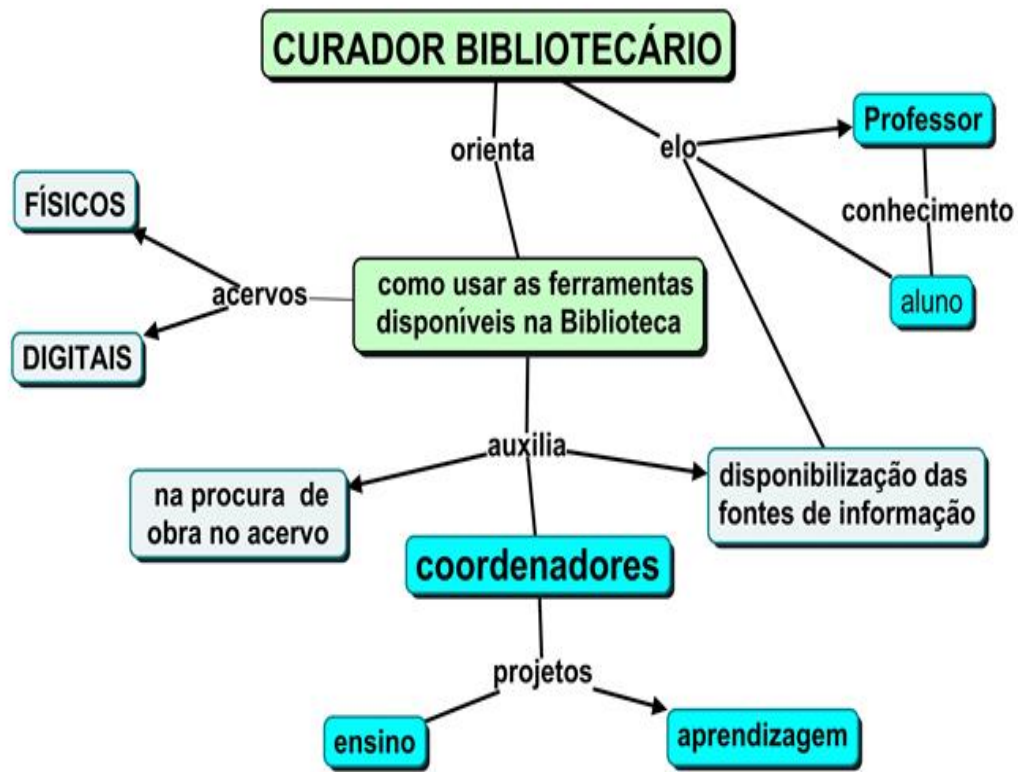 CURADOR BIBLIOTECÁRIO
orienta
elo
Professor
conhecimento
aluno
FÍSICOS
acervos
DIGITAIS
como usar as ferramentas
disponíveis na Biblioteca
auxilia
na procura de
obra no acervo
disponibilização das
fontes de informação
coordenadores
projetos
ensino
aprendizagem